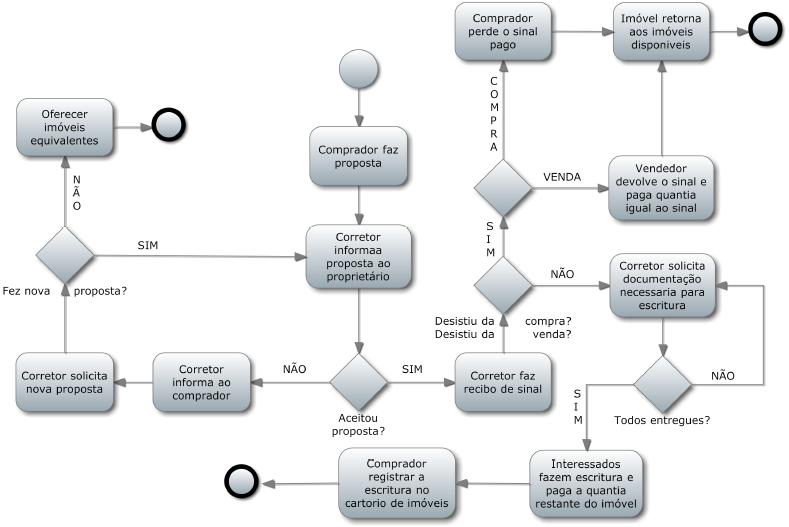 Comprador
perde o sinal
pago
Imóvel retorna
aos imóveis
disponiveis
C
O
M
P
R
A
Oferecer
imóveis
equivalentes
Comprador faz
proposta
N
Ã
O
VENDA
Vendedor
devolve o sinal e
paga quantia
igual ao sinal
SIM
Corretor
informaa
proposta ao
proprietário
S
I
M
NÃO
Corretor solicita
documentação
necessaria para
escritura
Fez nova proposta?
Desistiu da compra?
Desistiu da venda?
Corretor solicita
nova proposta
Corretor
informa ao
comprador
NÃO
SIM
Corretor faz
recibo de sinal
NÃO
S
I
M
Aceitou
proposta?
Todos entregues?
Comprador
registrar a
escritura no
cartorio de imóveis
Interessados
fazem escritura e
paga a quantia
restante do imóvel